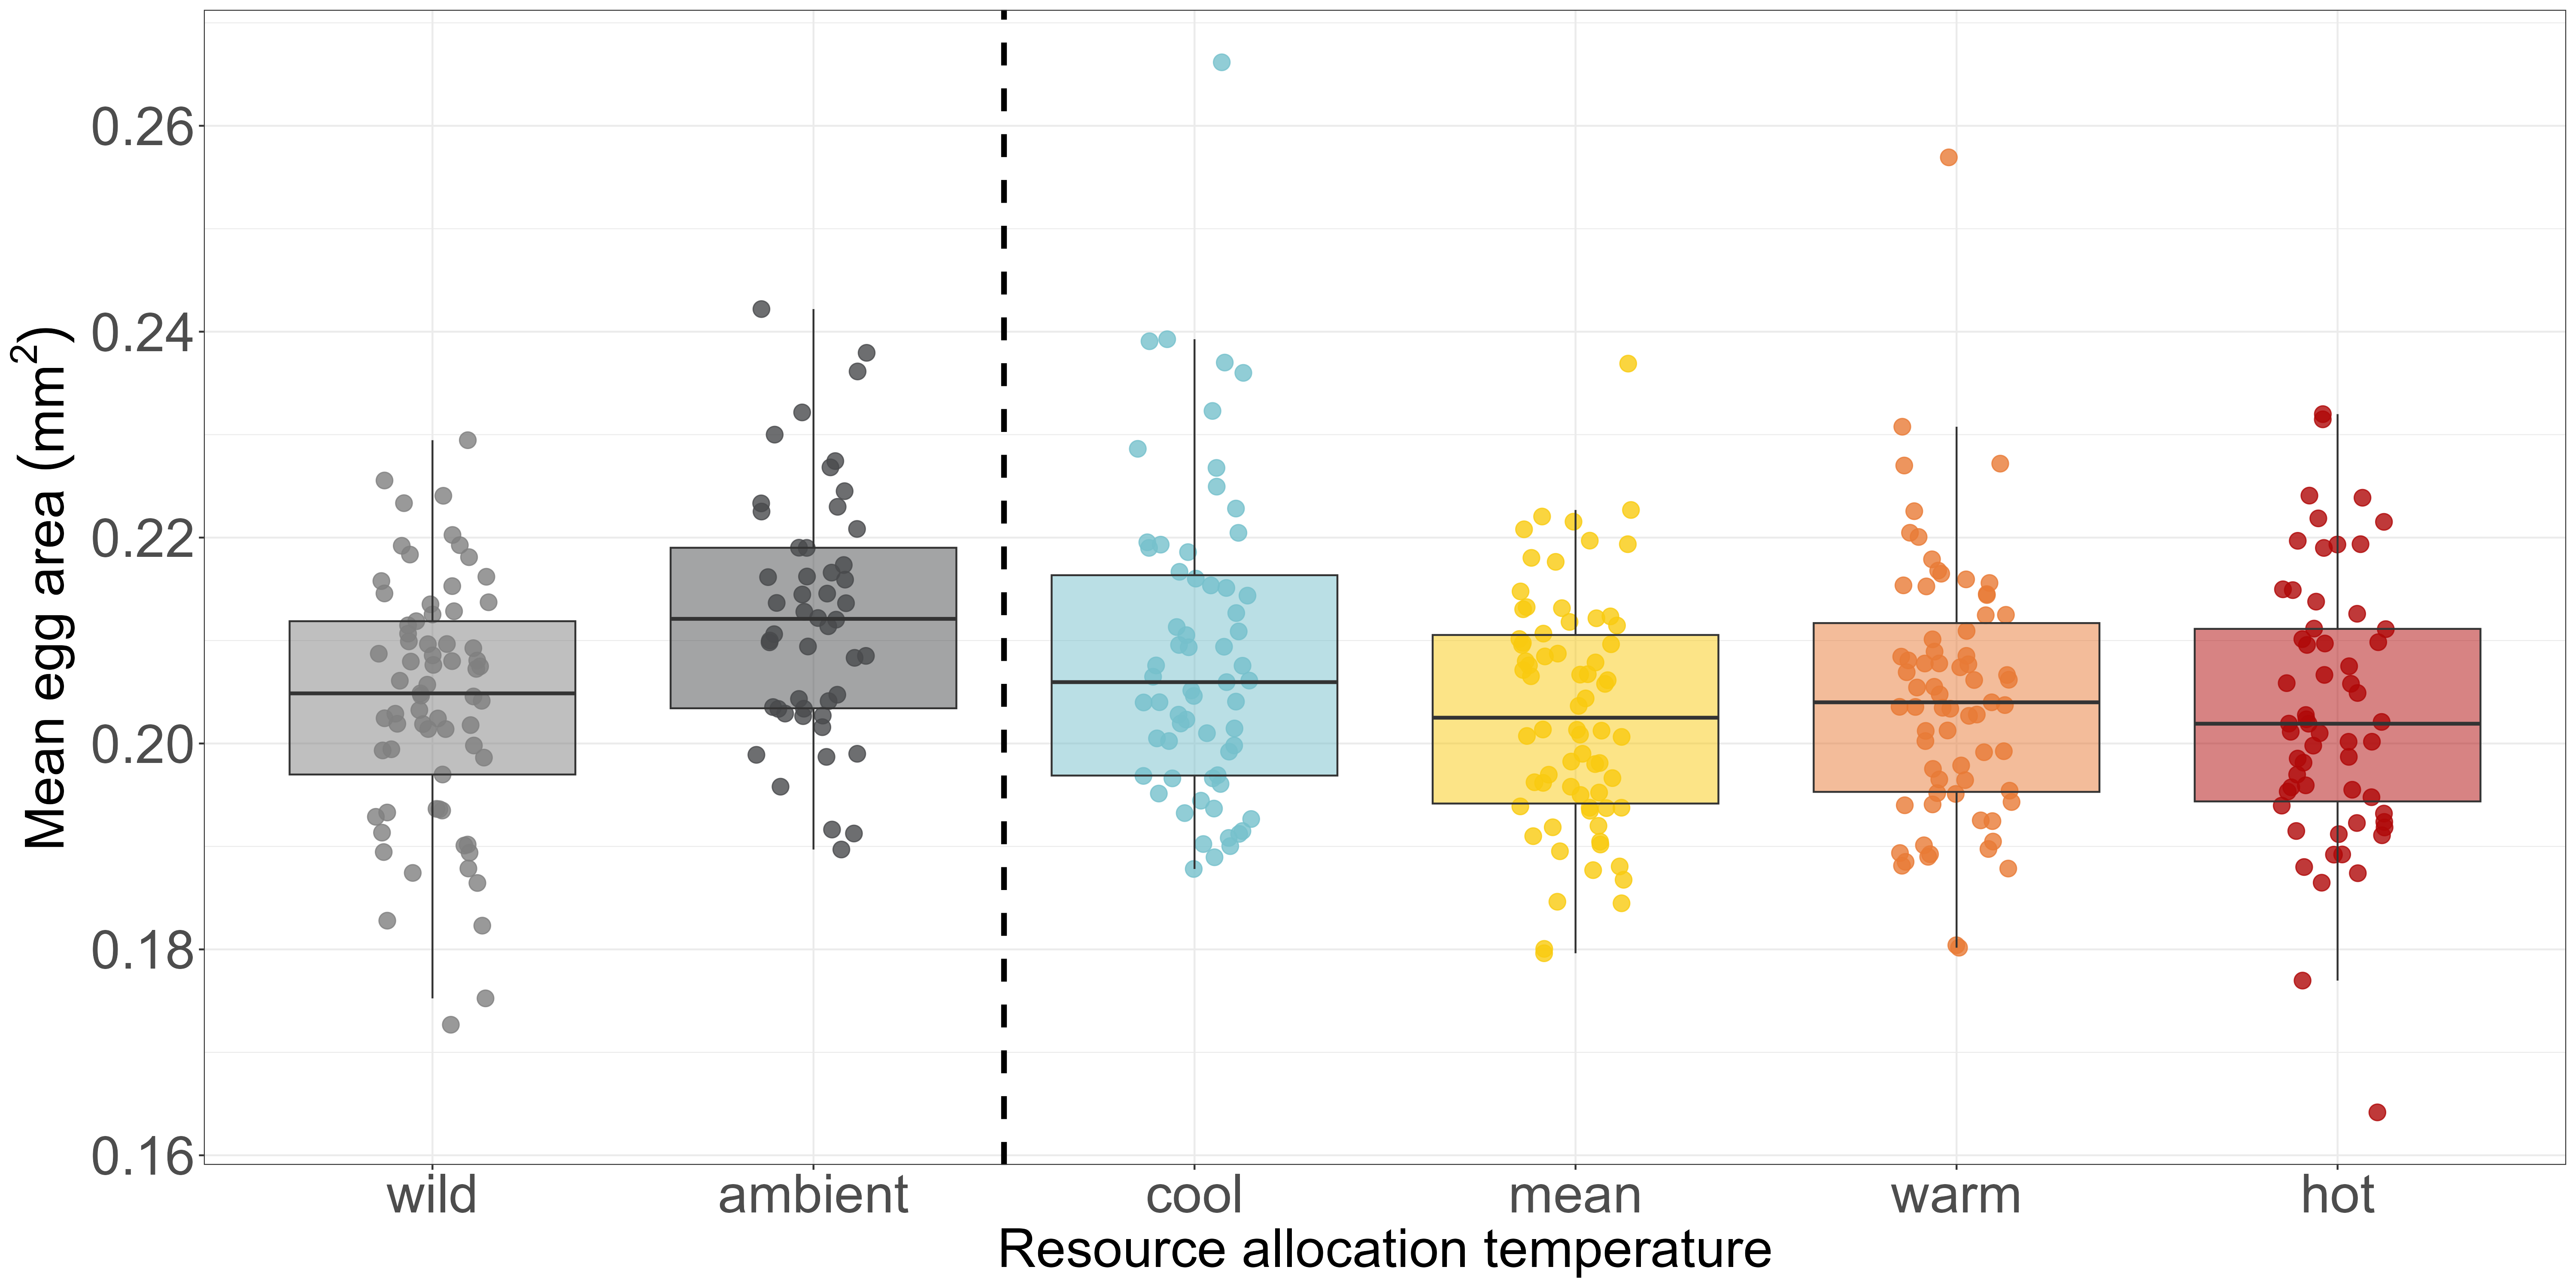 Mean egg area (mm²)
0.26
0.24
0.22
0.20
0.18
0.16
wild ambient cool mean warm hot
Resource allocation temperature